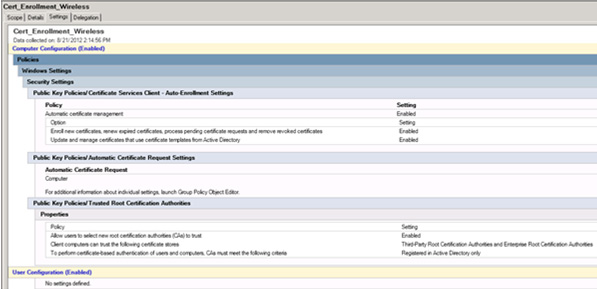 Cert_Enrollment_Wireless
Scope Details Settings Delegation
Cert_Enrollment_Wireless
Data collected on: 8/21/2012 2:14:56 PM
Computer Configuration (Enabled)
Policies
Windows Settings
Security Settings
Public Key Policies/Certificate Services Client - Auto-Enrollment Settings
Policy Setting
Automatic certificate management Enabled
Option Setting
Enroll new certificates, renew expired certificates, process pending certificate requests and remove revoked certificates Enabled
Update and manage certificates that use certificate templates from Active Directory Enabled
Public Key Policies/Automatic Certificate Request Settings
Automatic Certificate Request
Computer
For additional information about individual settings, launch Group Policy Object Editor.
Public Key Policies/Trusted Root Certification Authorities
Properties
Policy Setting
Allow users to select new root certification authorities (CAs) to trust Enabled
Client computers can trust the following certificate stores Third-Party Root Certification Authorities and Enterprise Root Certification Authorities
To perform certificate-based authentication of users and computers, CAs must meet the following criteria Registered in Active Directory only
User Configuration (Enabled)
No settings defined.